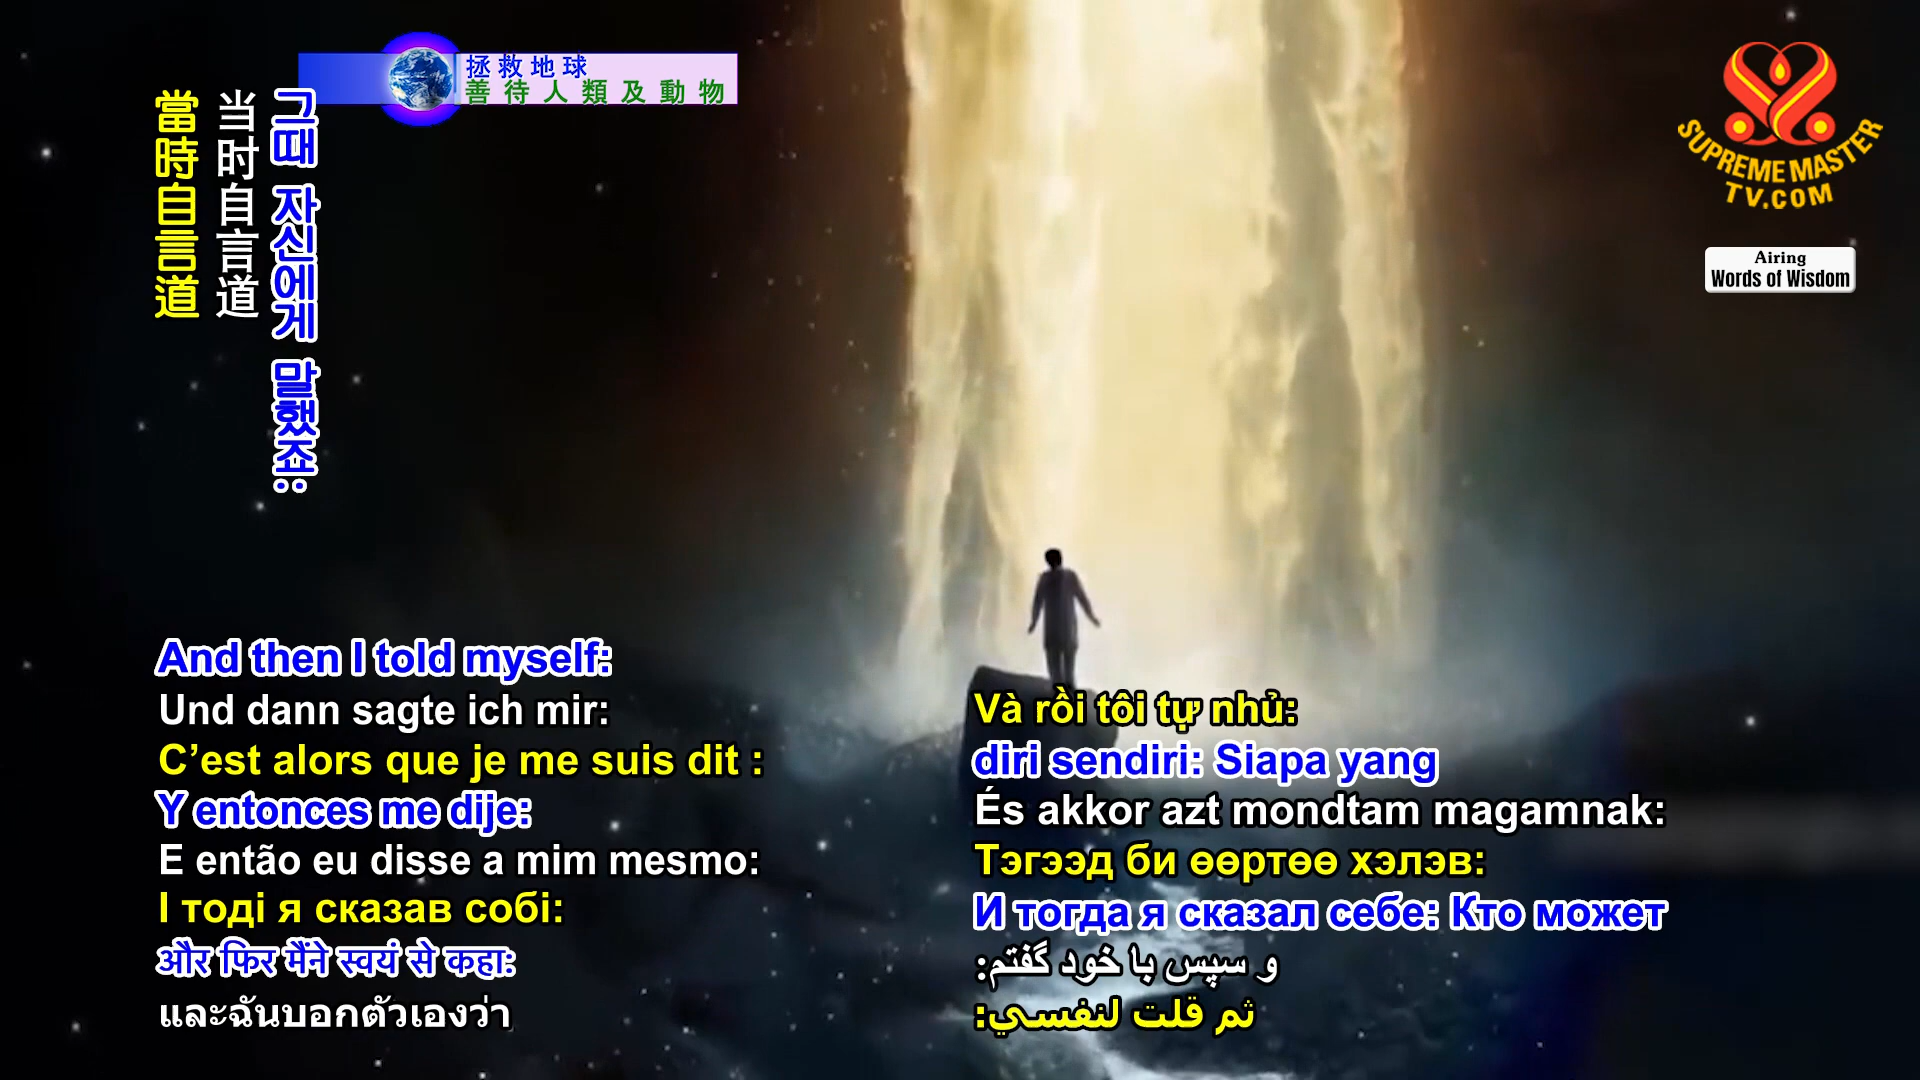 拯救地球
善待人類及動物
SUPREME MASTER
TV.COM
Airing
Words of Wisdom
當時自言道
当时自言道
그때 자신에게 말했죠:
And then I told myself:
Und dann sagte ich mir:
C’est alors que je me suis dit :
Y entonces me dije:
E então eu disse a mim mesmo:
І тоді я сказав собі:
और फिर मैंने स्वयं से कहा:
และฉันบอกตัวเองว่า
Và rồi tôi tự nhủ:
diri sendiri: Siapa yang
És akkor azt mondtam magamnak:
Тэгээд би өөртөө хэлэв:
И тогда я сказал себе: Кто может
و سپس با خود گفتم:
ثم قلت لنفسي: